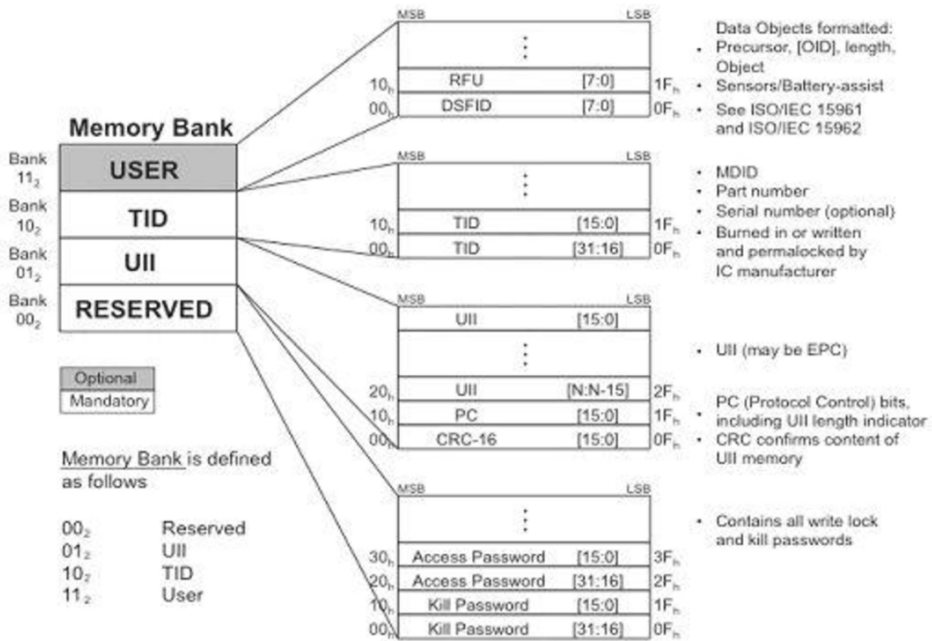 MSB LSB
⋮
10h RFU [7:0] 1Fh
00h DSFID [7:0] 0Fh
Data Objects formatted:
• Precursor, [OID], length,
Object
• Sensors/Battery-assist
• See ISO/IEC 15961
and ISO/IEC 15962
Memory Bank
Bank
11₂
USER
Bank
10₂
TID
Bank
01₂
UII
Bank
00₂
RESERVED
MSB LSB
⋮
10h TID [15:0] 1Fh
00h TID [31:16] 0Fh
• MDID
• Part number
• Serial number (optional)
• Burned in or written
and permalocked by
IC manufacturer
MSB LSB
UII [15:0]
⋮
20h UII [N:N-15] 2Fh
10h PC [15:0] 1Fh
00h CRC-16 [15:0] 0Fh
• UII (may be EPC)
• PC (Protocol Control) bits,
including UII length indicator
• CRC confirms content of
UII memory
Optional
Mandatory
Memory Bank is defined
as follows
00₂ Reserved
01₂ UII
10₂ TID
11₂ User
MSB LSB
⋮
30h Access Password [15:0] 3Fh
20h Access Password [31:16] 2Fh
10h Kill Password [15:0] 1Fh
00h Kill Password [31:16] 0Fh
• Contains all write lock
and kill passwords